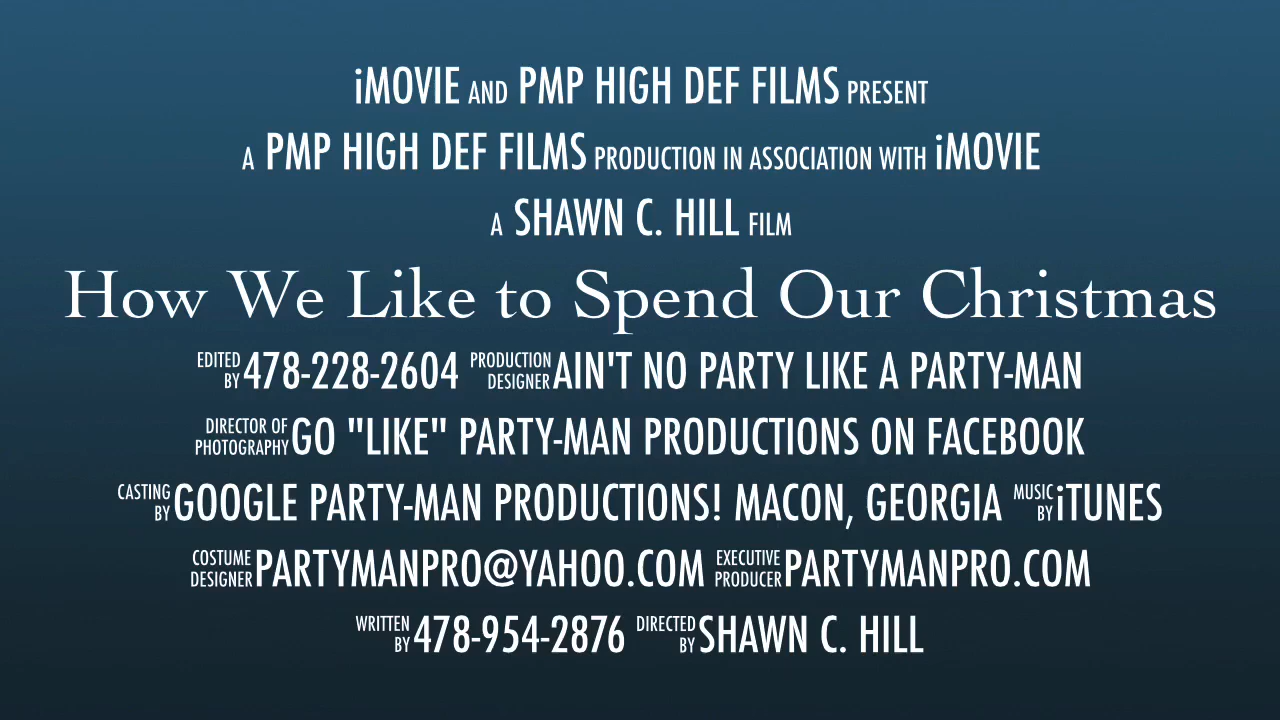 iMOVIE AND PMP HIGH DEF FILMS PRESENT
A PMP HIGH DEF FILMS PRODUCTION IN ASSOCIATION WITH iMOVIE
A SHAWN C. HILL FILM
How We Like to Spend Our Christmas
EDITED BY 478-228-2604 PRODUCTION DESIGNER AIN'T NO PARTY LIKE A PARTY-MAN
DIRECTOR OF PHOTOGRAPHY GO "LIKE" PARTY-MAN PRODUCTIONS ON FACEBOOK
CASTING BY GOOGLE PARTY-MAN PRODUCTIONS! MACON, GEORGIA MUSIC BY iTUNES
COSTUME DESIGNER PARTYMANPRO@YAHOO.COM EXECUTIVE PRODUCER PARTYMANPRO.COM
WRITTEN BY 478-954-2876 DIRECTED BY SHAWN C. HILL